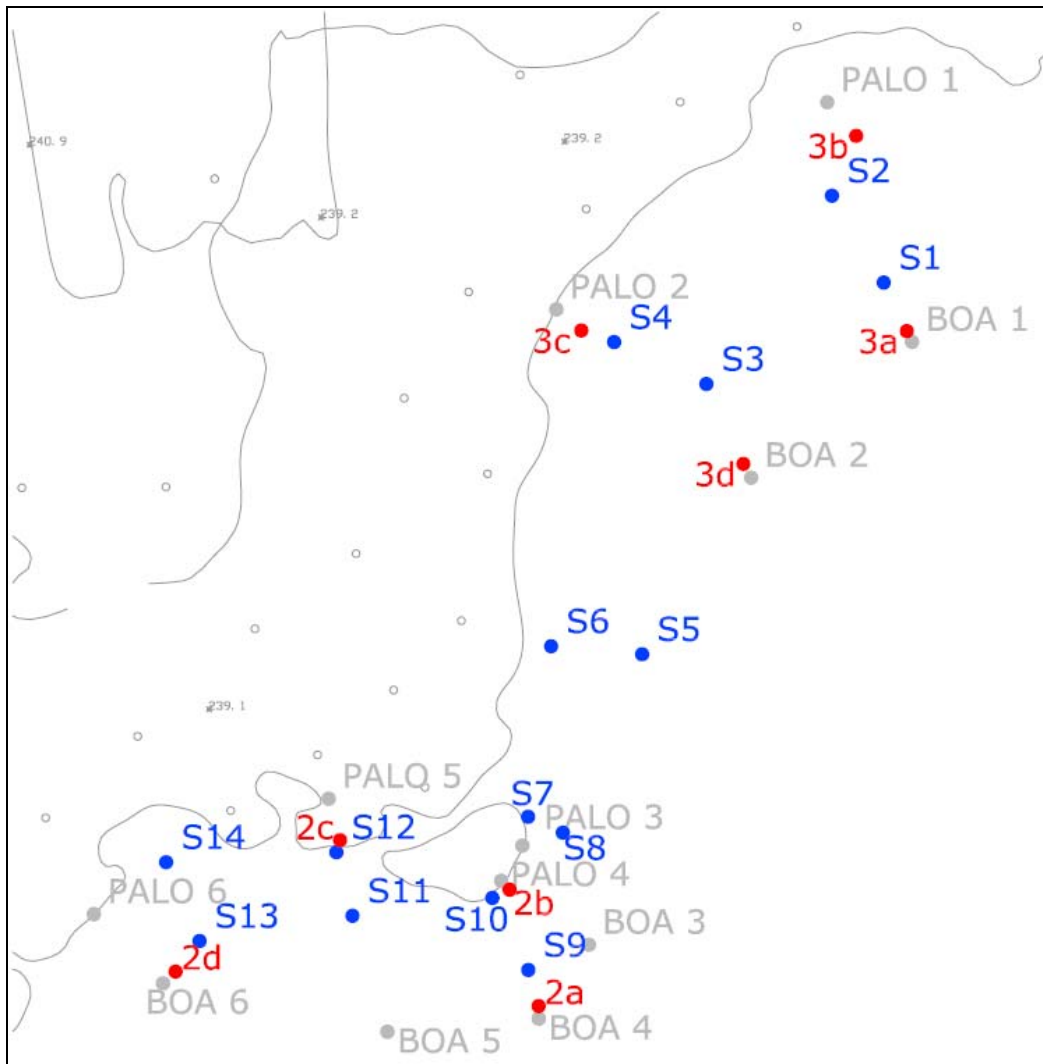 PALO 1
240. 9
239. 2
3b
S2
239. 2
S1
PALO 2
S4
BOA 1
3c
3a
S3
BOA 2
3d
S6
S5
239. 1
PALO 5
S7
PALO 3
2c
S12
S14
S8
PALO 4
PALO 6
S11
S10
2b
S13
BOA 3
S9
2d
BOA 6
2a
BOA 4
BOA 5